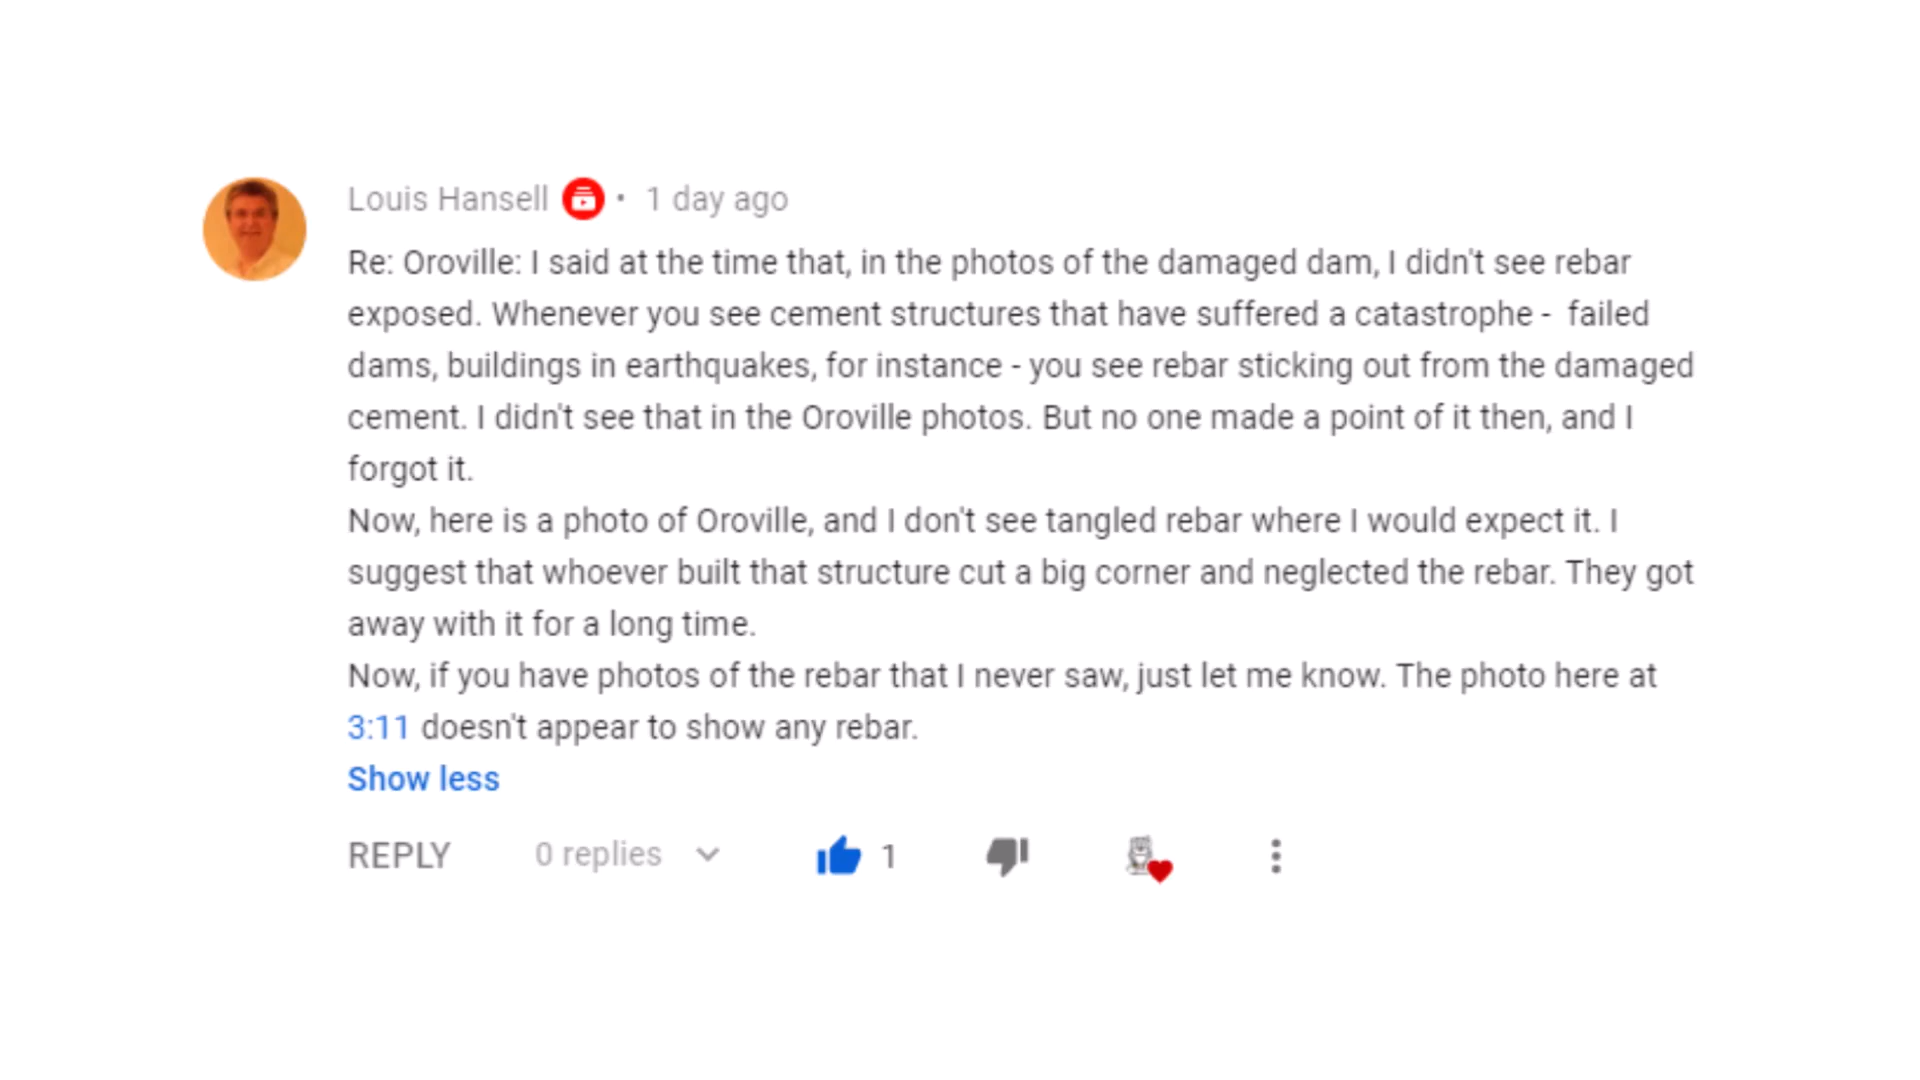 Louis Hansell • 1 day ago
Re: Oroville: I said at the time that, in the photos of the damaged dam, I didn't see rebar
exposed. Whenever you see cement structures that have suffered a catastrophe - failed
dams, buildings in earthquakes, for instance - you see rebar sticking out from the damaged
cement. I didn't see that in the Oroville photos. But no one made a point of it then, and I
forgot it.
Now, here is a photo of Oroville, and I don't see tangled rebar where I would expect it. I
suggest that whoever built that structure cut a big corner and neglected the rebar. They got
away with it for a long time.
Now, if you have photos of the rebar that I never saw, just let me know. The photo here at
3:11 doesn't appear to show any rebar.
Show less
REPLY 0 replies 1